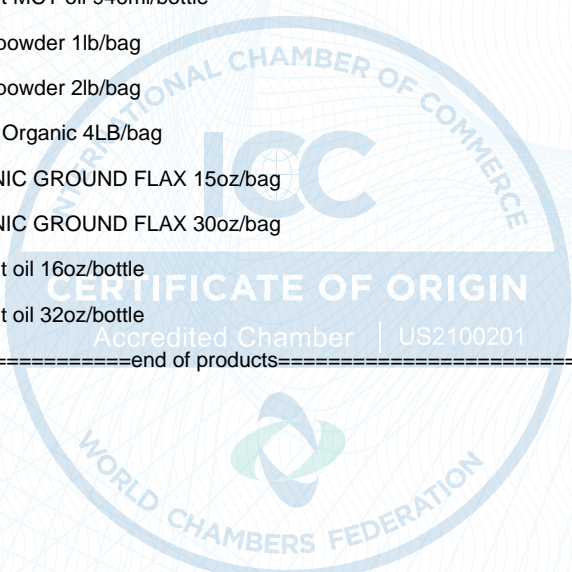 t MCT oil 946ml/bottle
powder 1lb/bag
powder 2lb/bag
Organic 4LB/bag
NIC GROUND FLAX 15oz/bag
NIC GROUND FLAX 30oz/bag
t oil 16oz/bottle
t oil 32oz/bottle
===========end of products========================
INTERNATIONAL CHAMBER OF COMMERCE
ICC
CERTIFICATE OF ORIGIN
Accredited Chamber | US2100201
WORLD CHAMBERS FEDERATION